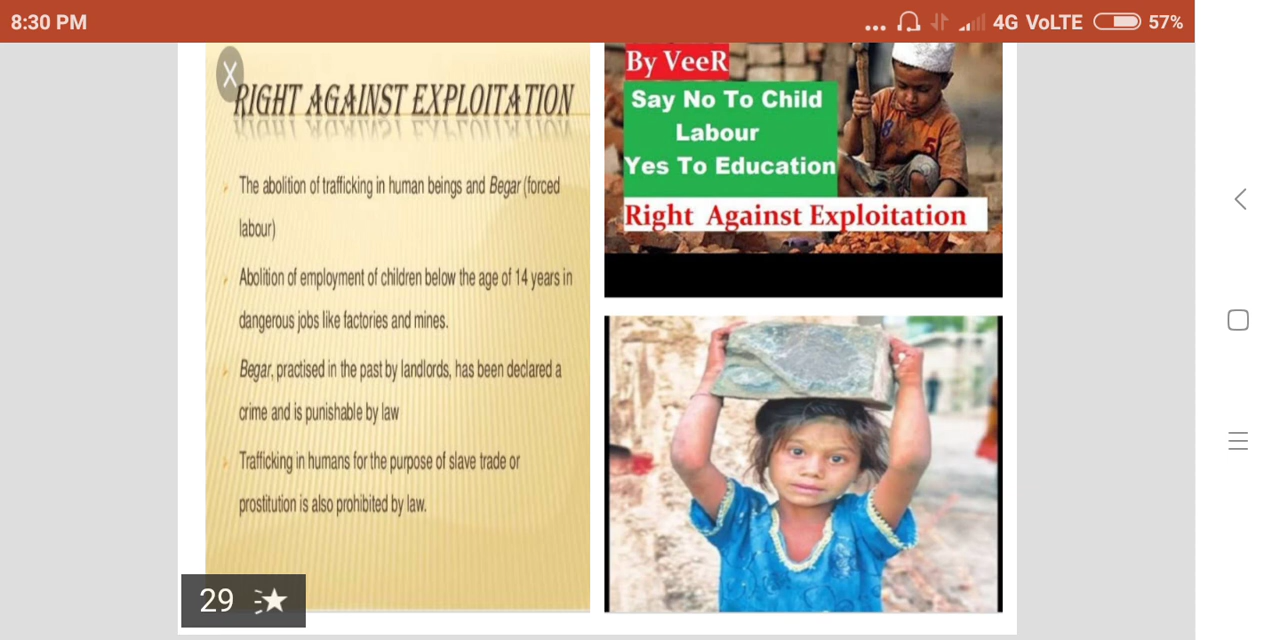 8:30 PM
... 4G VoLTE 57%
X
RIGHT AGAINST EXPLOITATION
The abolition of trafficking in human beings and Begar (forced
labour)
Abolition of employment of children below the age of 14 years in
dangerous jobs like factories and mines.
Begar, practised in the past by landlords, has been declared a
crime and is punishable by law
Trafficking in humans for the purpose of slave trade or
prostitution is also prohibited by law.
29
By VeeR
Say No To Child
Labour
Yes To Education
Right Against Exploitation